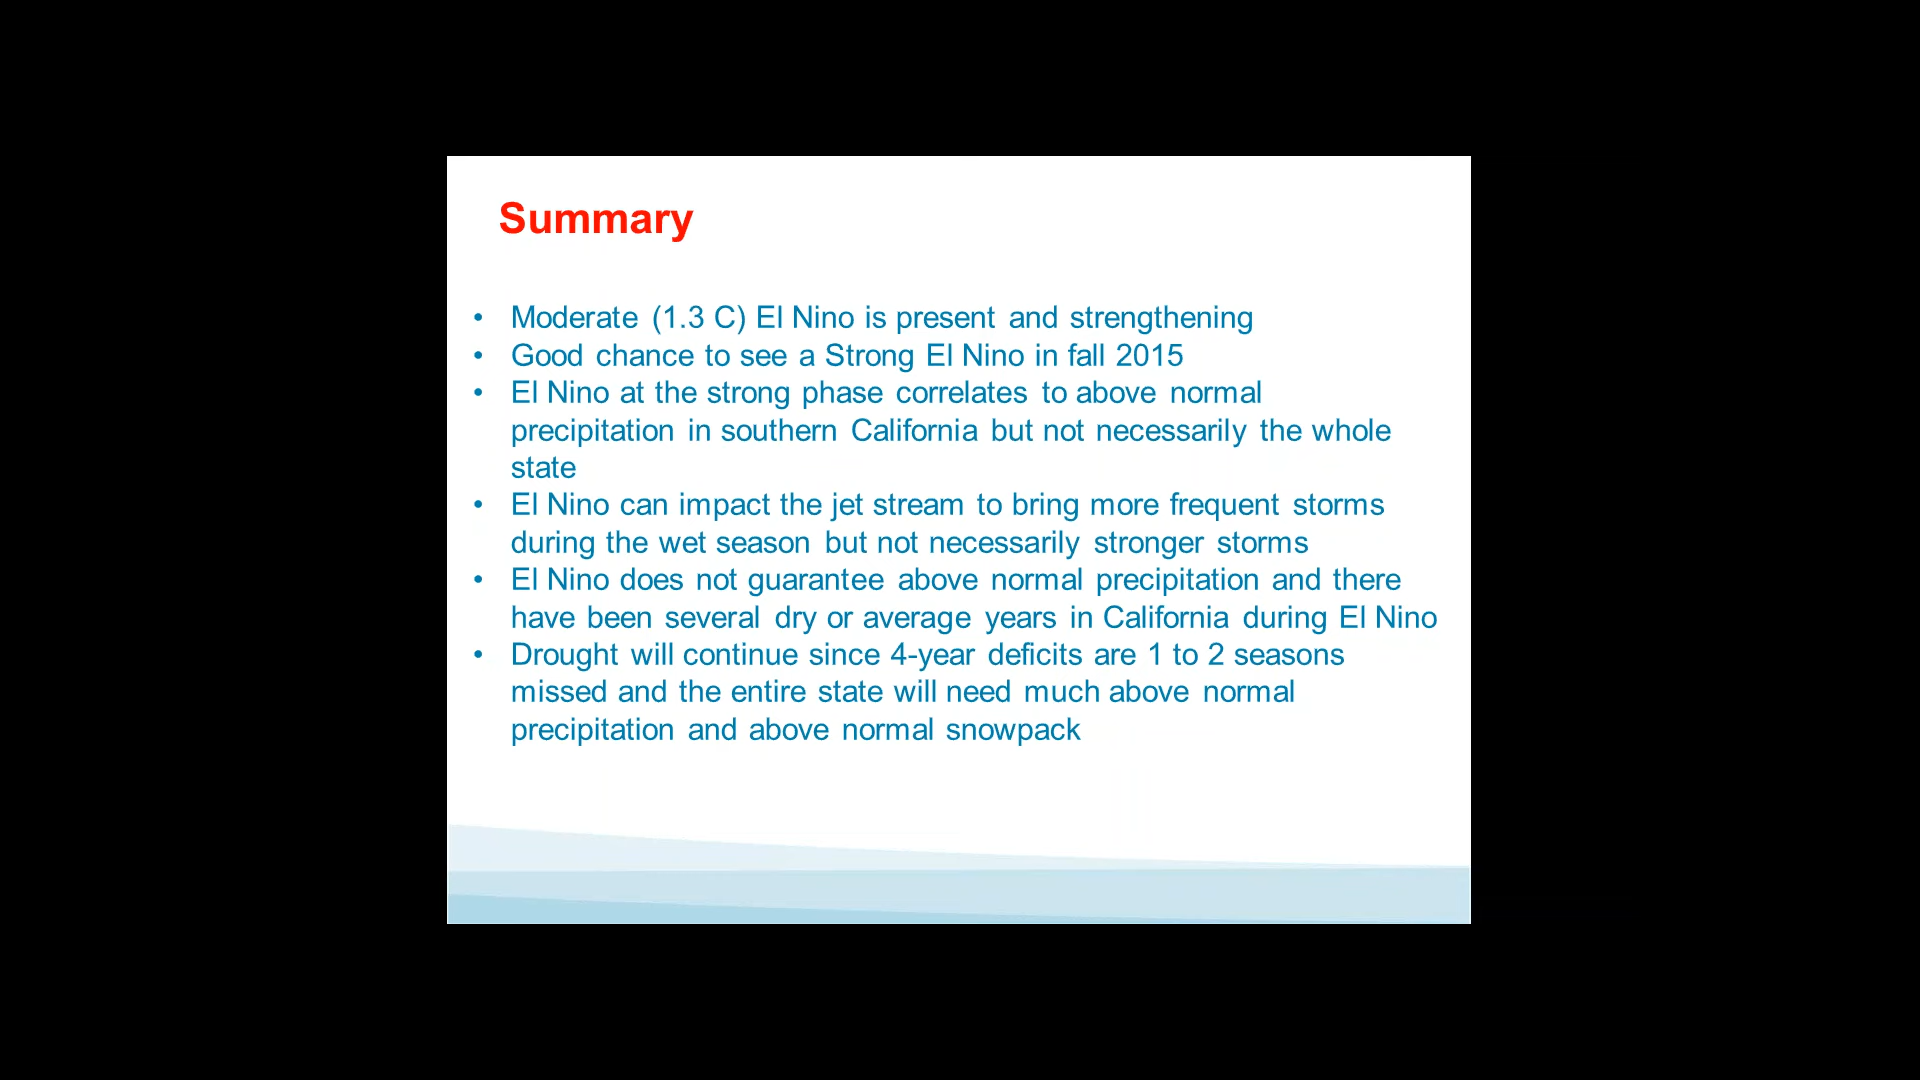 Summary
• Moderate (1.3 C) El Nino is present and strengthening
• Good chance to see a Strong El Nino in fall 2015
• El Nino at the strong phase correlates to above normal
precipitation in southern California but not necessarily the whole
state
• El Nino can impact the jet stream to bring more frequent storms
during the wet season but not necessarily stronger storms
• El Nino does not guarantee above normal precipitation and there
have been several dry or average years in California during El Nino
• Drought will continue since 4-year deficits are 1 to 2 seasons
missed and the entire state will need much above normal
precipitation and above normal snowpack